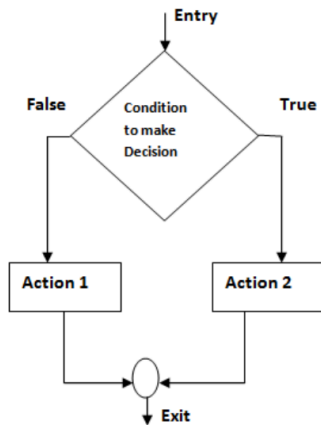 Entry
False
True
Condition
to make
Decision
Action 1
Action 2
Exit